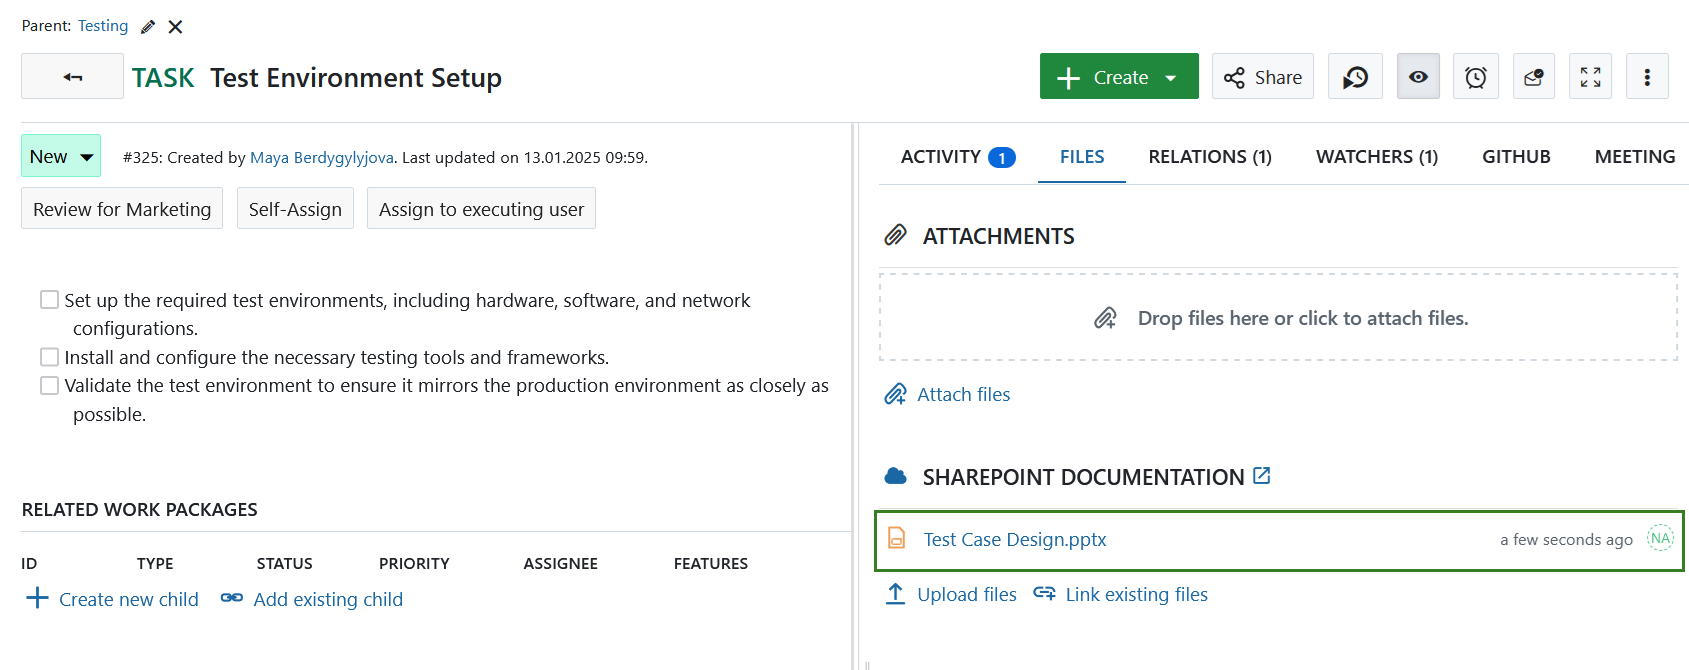 Parent: Testing
TASK Test Environment Setup
Create
Share
New
#325: Created by Maya Berdygylyjova. Last updated on 13.01.2025 09:59.
Review for Marketing
Self-Assign
Assign to executing user
Set up the required test environments, including hardware, software, and network
configurations.
Install and configure the necessary testing tools and frameworks.
Validate the test environment to ensure it mirrors the production environment as closely as
possible.
RELATED WORK PACKAGES
ID TYPE STATUS PRIORITY ASSIGNEE FEATURES
Create new child Add existing child
ACTIVITY 1 FILES RELATIONS (1) WATCHERS (1) GITHUB MEETING
ATTACHMENTS
Drop files here or click to attach files.
Attach files
SHAREPOINT DOCUMENTATION
Test Case Design.pptx a few seconds ago NA
Upload files Link existing files